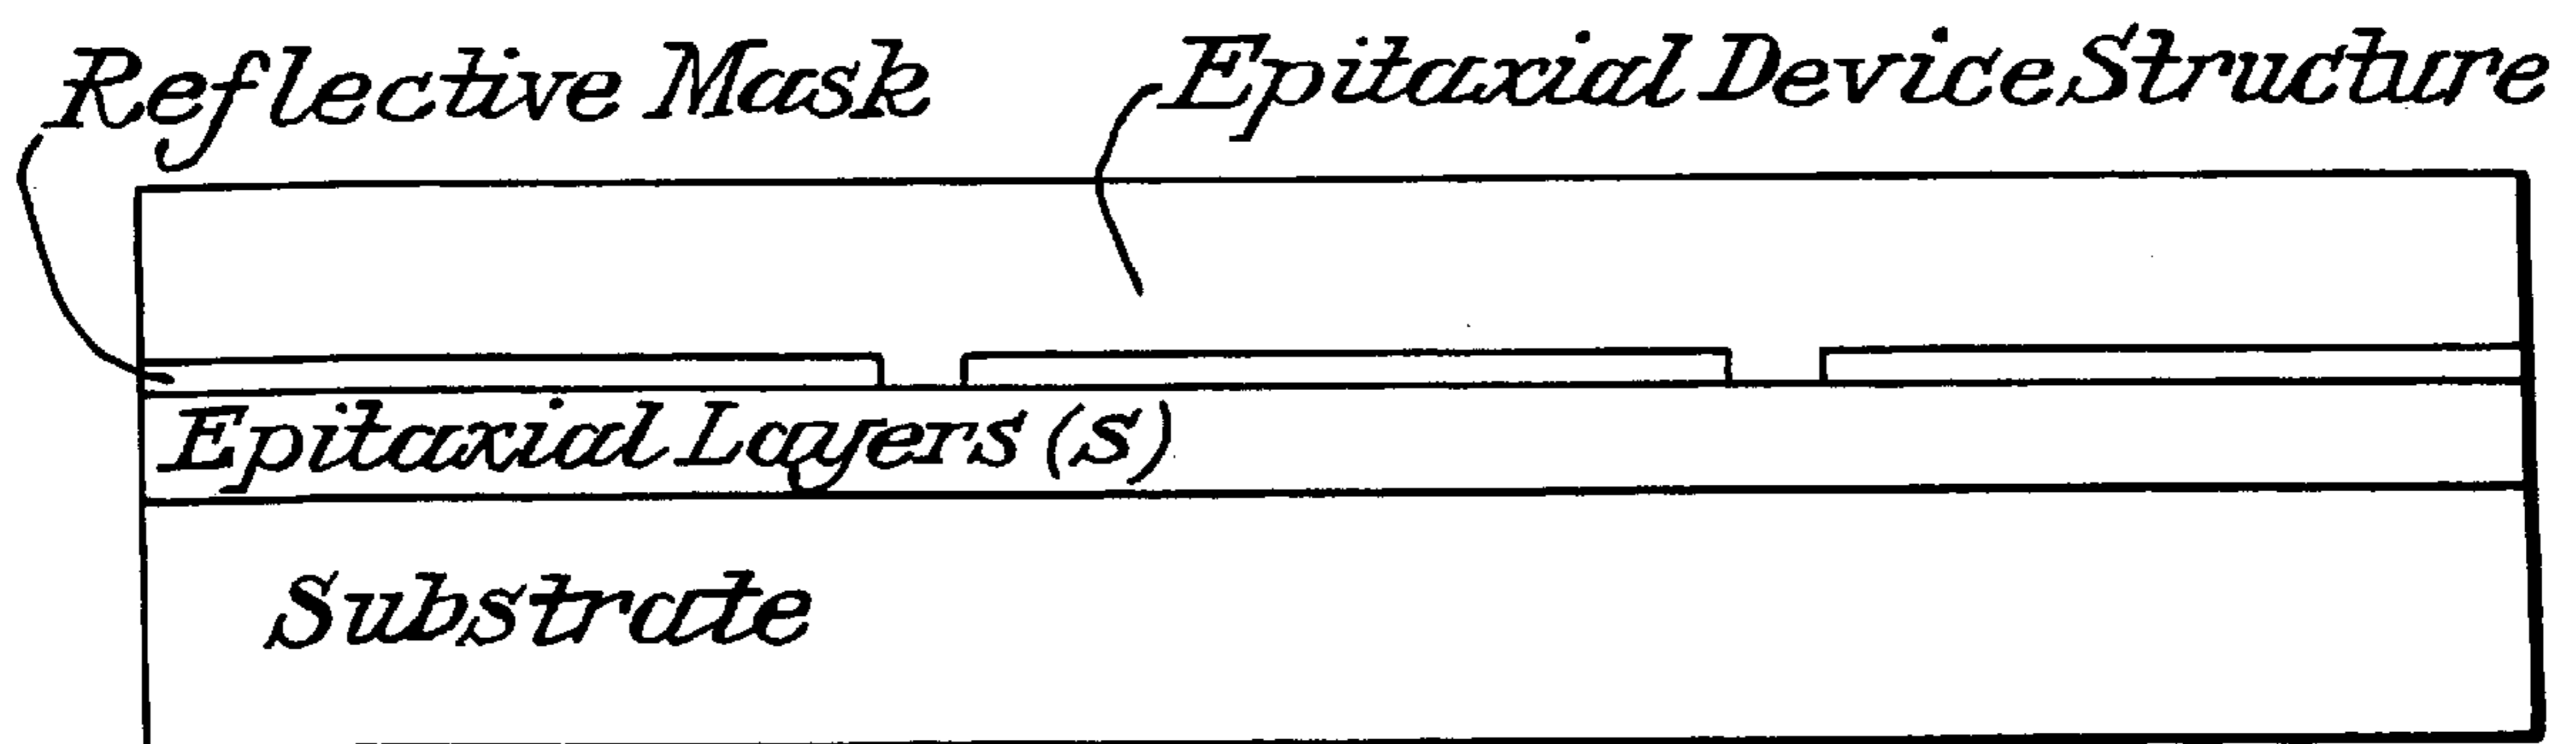 Reflective Mask
Epitaxial Device Structure
Epitaxial Layers (s)
Substrate